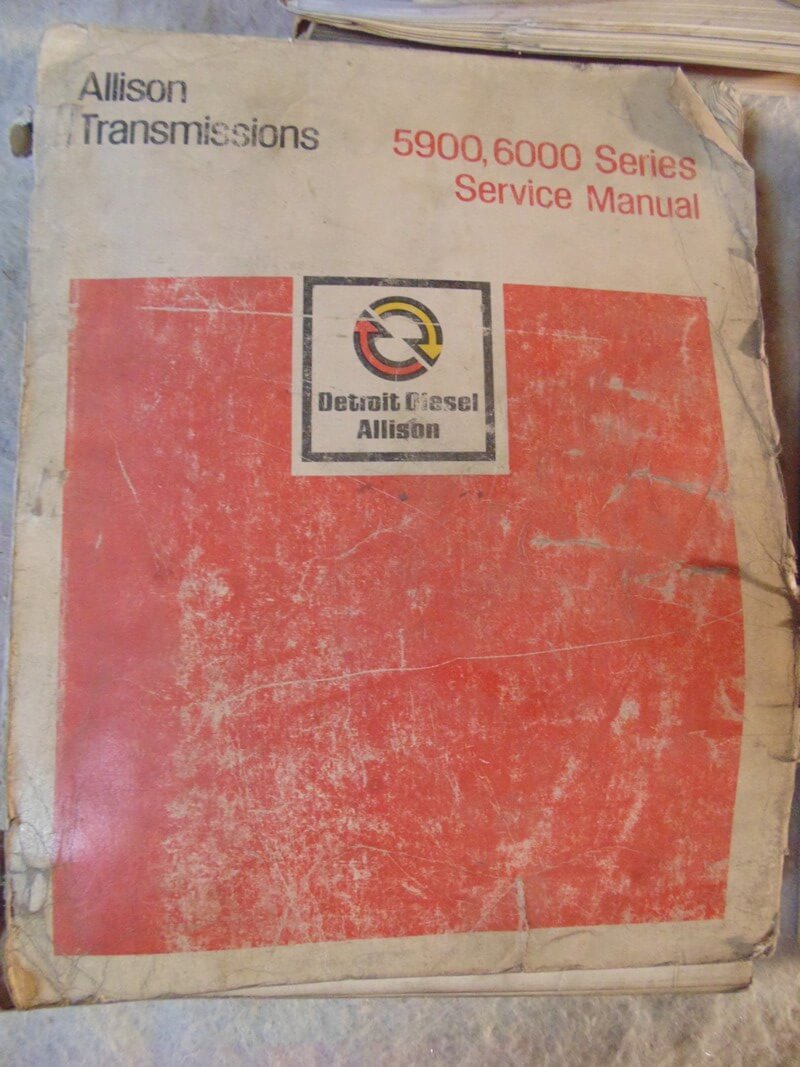 Allison
Transmissions
5900, 6000 Series
Service Manual
Detroit Diesel
Allison